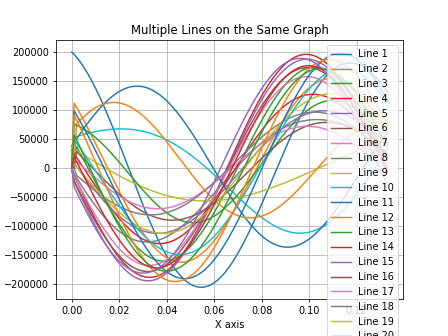 Multiple Lines on the Same Graph
200000
150000
100000
50000
0
−50000
−100000
−150000
−200000
0.00
0.02
0.04
0.06
0.08
0.10
X axis
Line 1
Line 2
Line 3
Line 4
Line 5
Line 6
Line 7
Line 8
Line 9
Line 10
Line 11
Line 12
Line 13
Line 14
Line 15
Line 16
Line 17
Line 18
Line 19
Line 20